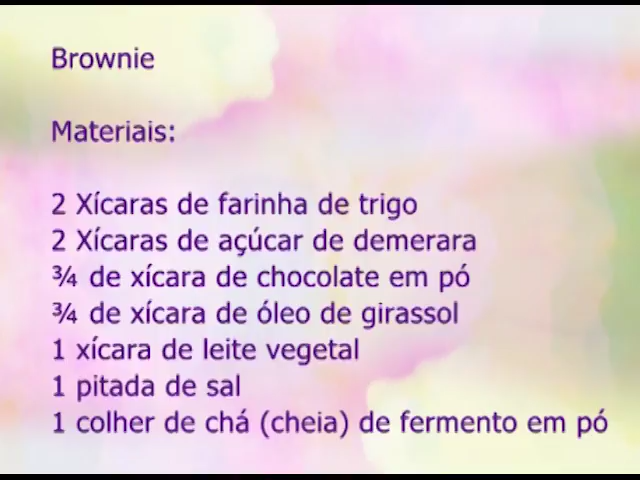 Brownie
Materiais:
2 Xícaras de farinha de trigo
2 Xícaras de açúcar de demerara
¾ de xícara de chocolate em pó
¾ de xícara de óleo de girassol
1 xícara de leite vegetal
1 pitada de sal
1 colher de chá (cheia) de fermento em pó